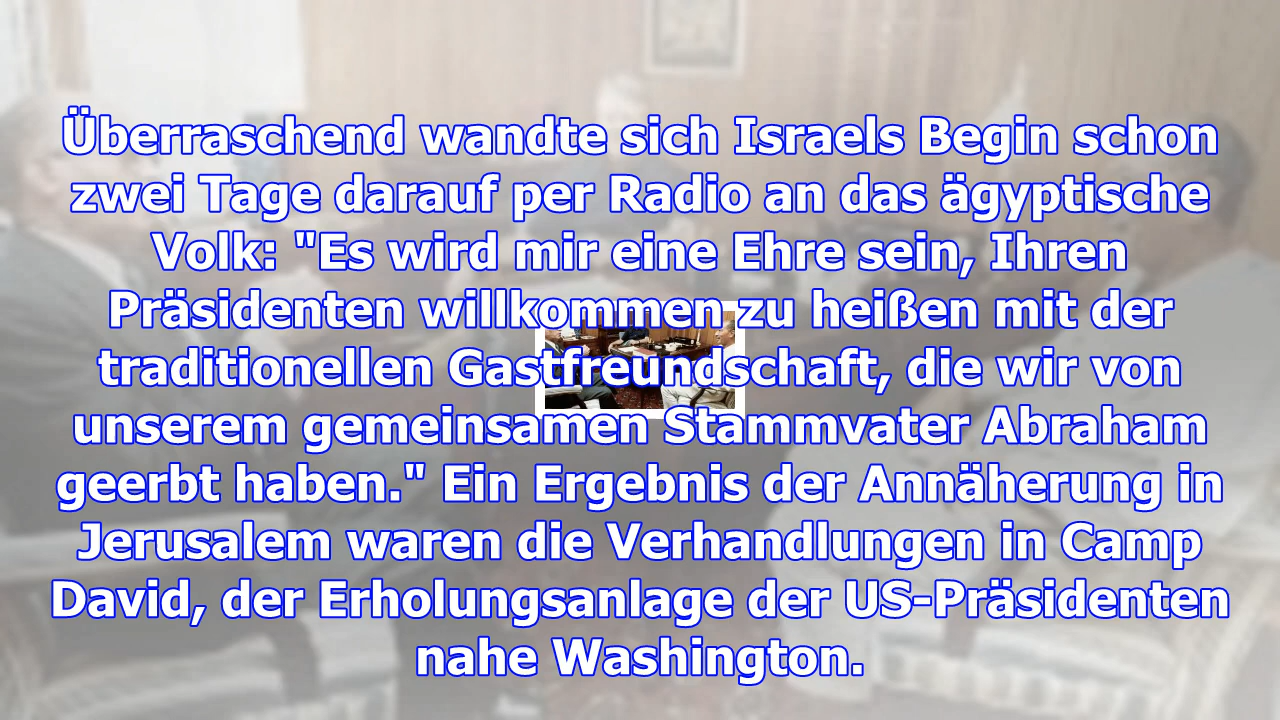 Überraschend wandte sich Israels Begin schon
zwei Tage darauf per Radio an das ägyptische
Volk: "Es wird mir eine Ehre sein, Ihren
Präsidenten willkommen zu heißen mit der
traditionellen Gastfreundschaft, die wir von
unserem gemeinsamen Stammvater Abraham
geerbt haben." Ein Ergebnis der Annäherung in
Jerusalem waren die Verhandlungen in Camp
David, der Erholungsanlage der US-Präsidenten
nahe Washington.